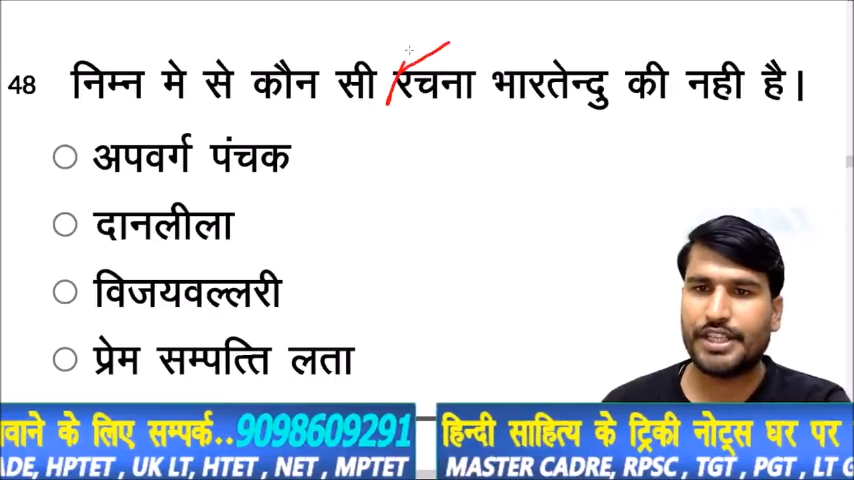 48 निम्न मे से कौन सी रचना भारतेन्दु की नही है|
अपवर्ग पंचक
दानलीला
विजयवल्लरी
प्रेम सम्पत्ति लता
वाने के लिए सम्पर्क..9098609291
ADE, HPTET , UK LT, HTET , NET , MPTET
हिन्दी साहित्य के ट्रिकी नोट्स घर पर
MASTER CADRE, RPSC , TGT , PGT , LT G